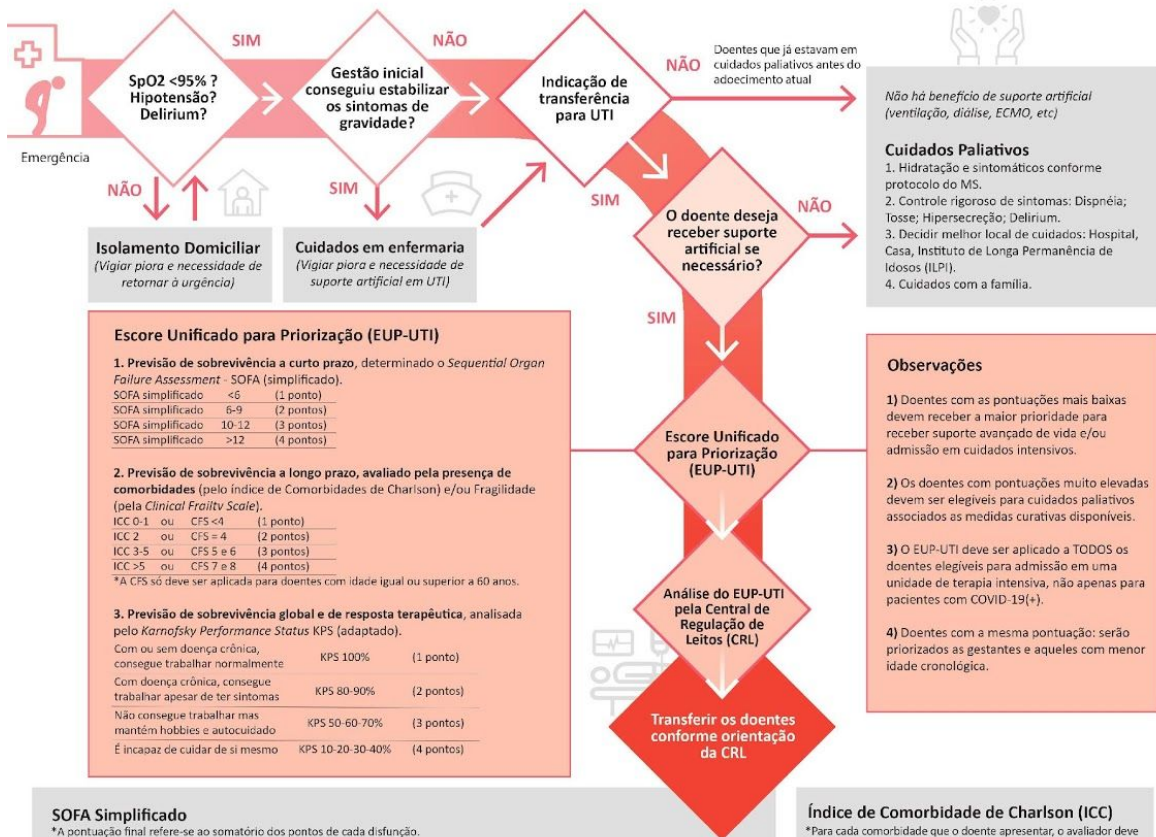 SIM
NÃO
SpO2 <95% ?
Hipotensão?
Delirium?
Gestão inicial
conseguiu estabilizar
os sintomas de
gravidade?
Indicação de
transferência
para UTI
NÃO
Doentes que já estavam em
cuidados paliativos antes do
adoecimento atual
Emergência
NÃO
SIM
SIM
Isolamento Domiciliar
(Vigiar piora e necessidade de
retornar à urgência)
Cuidados em enfermaria
(Vigiar piora e necessidade de
suporte artificial em UTI)
O doente deseja
receber suporte
artificial se
necessário?
NÃO
SIM
Não há benefício de suporte artificial
(ventilação, diálise, ECMO, etc)
Cuidados Paliativos
1. Hidratação e sintomáticos conforme
protocolo do MS.
2. Controle rigoroso de sintomas: Dispnéia;
Tosse; Hipersecreção; Delirium.
3. Decidir melhor local de cuidados: Hospital,
Casa, Instituto de Longa Permanência de
Idosos (ILPI).
4. Cuidados com a família.
Escore Unificado para Priorização (EUP-UTI)
1. Previsão de sobrevivência a curto prazo, determinado o Sequential Organ
Failure Assessment - SOFA (simplificado).
SOFA simplificado <6 (1 ponto)
SOFA simplificado 6-9 (2 pontos)
SOFA simplificado 10-12 (3 pontos)
SOFA simplificado >12 (4 pontos)
2. Previsão de sobrevivência a longo prazo, avaliado pela presença de
comorbidades (pelo índice de Comorbidades de Charlson) e/ou Fragilidade
(pela Clinical Frailty Scale).
ICC 0-1 ou CFS <4 (1 ponto)
ICC 2 ou CFS = 4 (2 pontos)
ICC 3-5 ou CFS 5 e 6 (3 pontos)
ICC >5 ou CFS 7 e 8 (4 pontos)
*A CFS só deve ser aplicada para doentes com idade igual ou superior a 60 anos.
3. Previsão de sobrevivência global e de resposta terapêutica, analisada
pelo Karnofsky Performance Status KPS (adaptado).
Com ou sem doença crônica,
consegue trabalhar normalmente KPS 100% (1 ponto)
Com doença crônica, consegue
trabalhar apesar de ter sintomas KPS 80-90% (2 pontos)
Não consegue trabalhar mas
mantém hobbies e autocuidado KPS 50-60-70% (3 pontos)
É incapaz de cuidar de si mesmo KPS 10-20-30-40% (4 pontos)
Escore Unificado
para Priorização
(EUP-UTI)
Análise do EUP-UTI
pela Central de
Regulação de
Leitos (CRL)
Transferir os doentes
conforme orientação
da CRL
Observações
1) Doentes com as pontuações mais baixas
devem receber a maior prioridade para
receber suporte avançado de vida e/ou
admissão em cuidados intensivos.
2) Os doentes com pontuações muito elevadas
devem ser elegíveis para cuidados paliativos
associados as medidas curativas disponíveis.
3) O EUP-UTI deve ser aplicado a TODOS os
doentes elegíveis para admissão em uma
unidade de terapia intensiva, não apenas para
pacientes com COVID-19(+).
4) Doentes com a mesma pontuação: serão
priorizados as gestantes e aqueles com menor
idade cronológica.
SOFA Simplificado
*A pontuação final refere-se ao somatório dos pontos de cada disfunção.
Índice de Comorbidade de Charlson (ICC)
*Para cada comorbidade que o doente apresentar, o avaliador deve